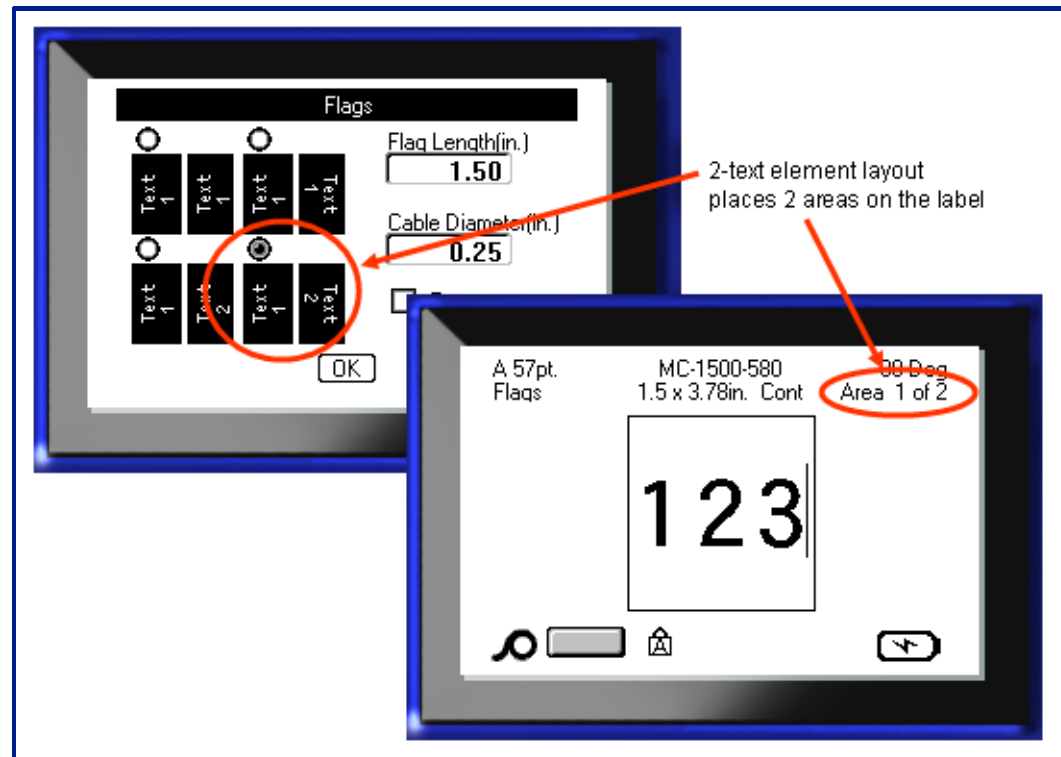 Flags
Flag Length(in.)
1.50
Text 1
Text 1
Text 1
Text 1
Cable Diameter(in.)
0.25
Text 1
Text 2
Text 1
Text 2
OK
2-text element layout
places 2 areas on the label
A 57pt.
MC-1500-580
Deg
Flags
1.5 x 3.78in. Cont
Area 1 of 2
123
A